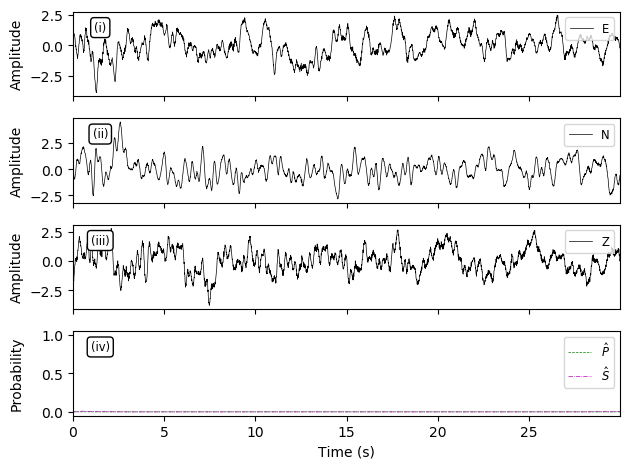 2.5
0.0
−2.5
Amplitude
(i)
E
2.5
0.0
−2.5
Amplitude
(ii)
N
2.5
0.0
−2.5
Amplitude
(iii)
Z
1.0
0.5
0.0
Probability
(iv)
P̂
Ŝ
0 5 10 15 20 25
Time (s)